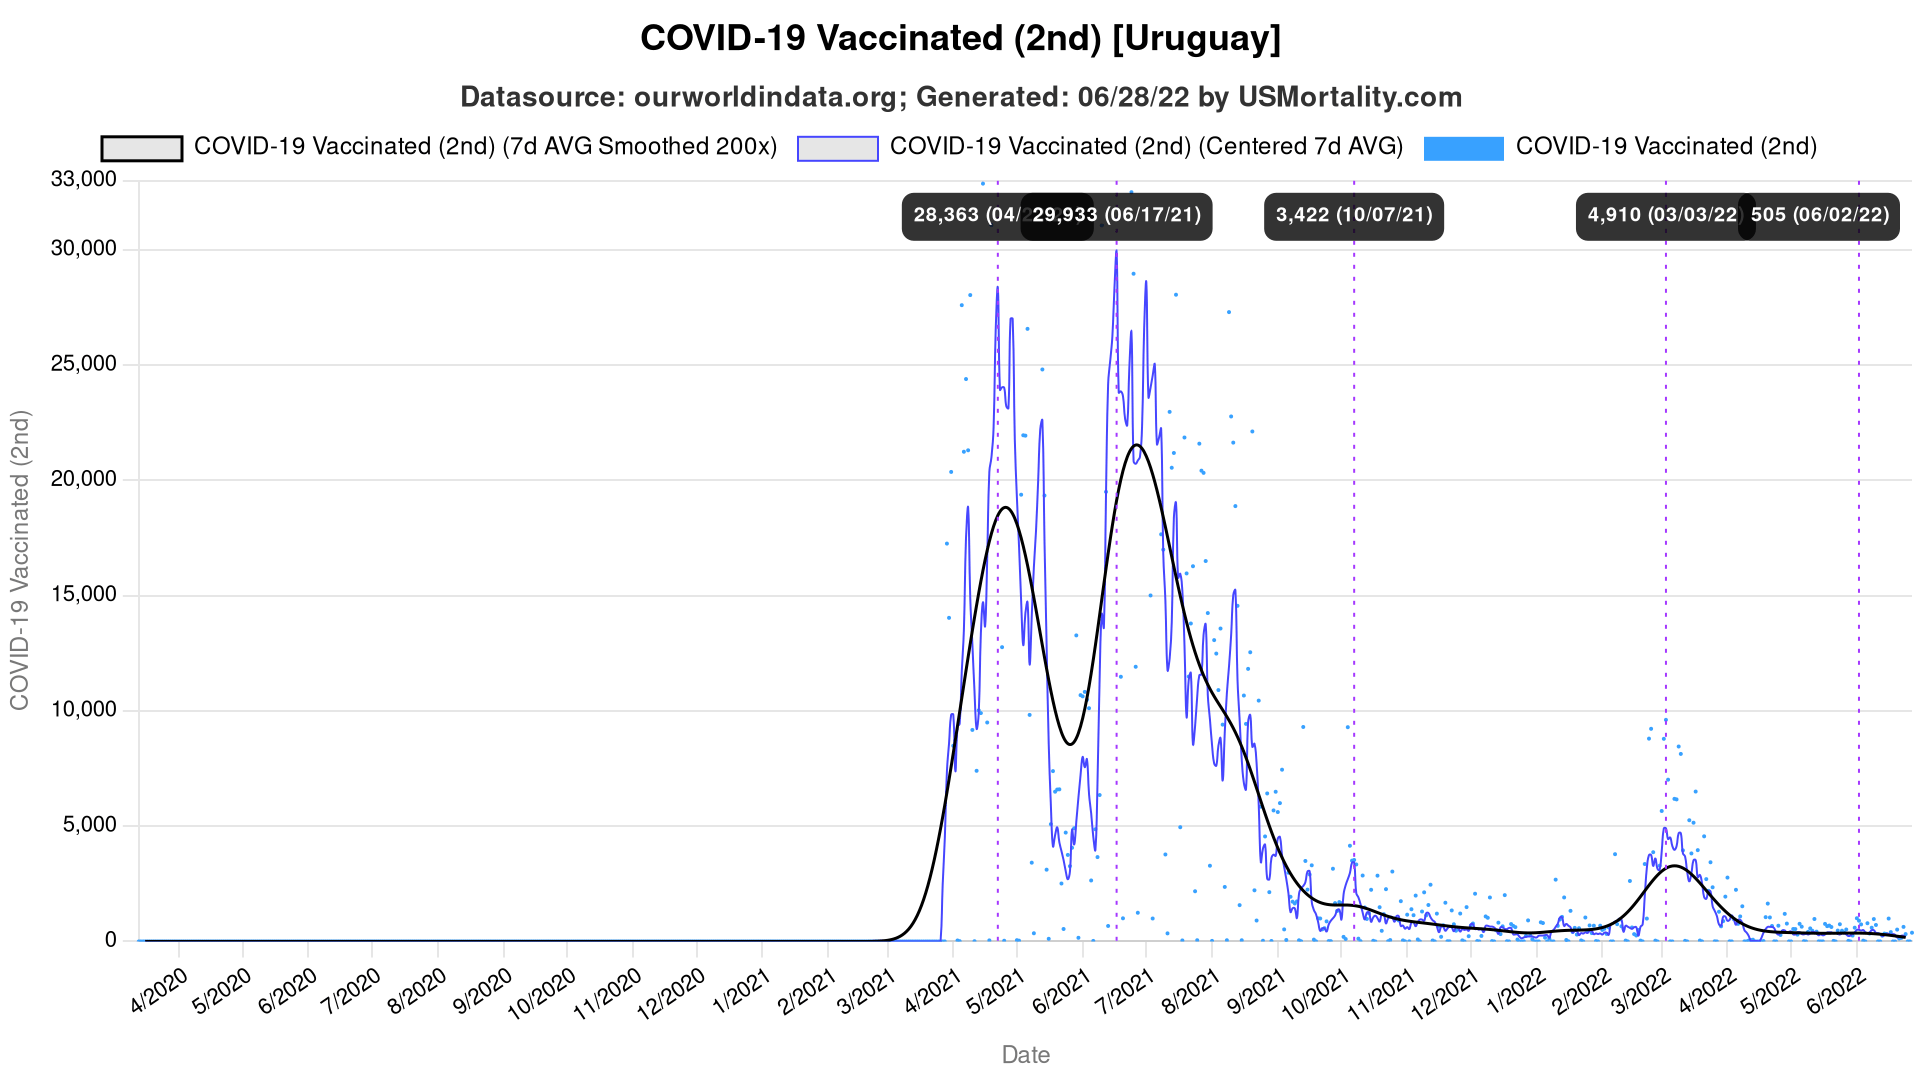 COVID-19 Vaccinated (2nd) [Uruguay]
Datasource: ourworldindata.org; Generated: 06/28/22 by USMortality.com
COVID-19 Vaccinated (2nd) (7d AVG Smoothed 200x) COVID-19 Vaccinated (2nd) (Centered 7d AVG) COVID-19 Vaccinated (2nd)
33,000
28,363 (04/ 29,933 (06/17/21) 3,422 (10/07/21) 4,910 (03/03/22) 505 (06/02/22)
30,000
25,000
20,000
15,000
10,000
5,000
0
COVID-19 Vaccinated (2nd)
4/2020 5/2020 6/2020 7/2020 8/2020 9/2020 10/2020 11/2020 12/2020 1/2021 2/2021 3/2021 4/2021 5/2021 6/2021 7/2021 8/2021 9/2021 10/2021 11/2021 12/2021 1/2022 2/2022 3/2022 4/2022 5/2022 6/2022
Date